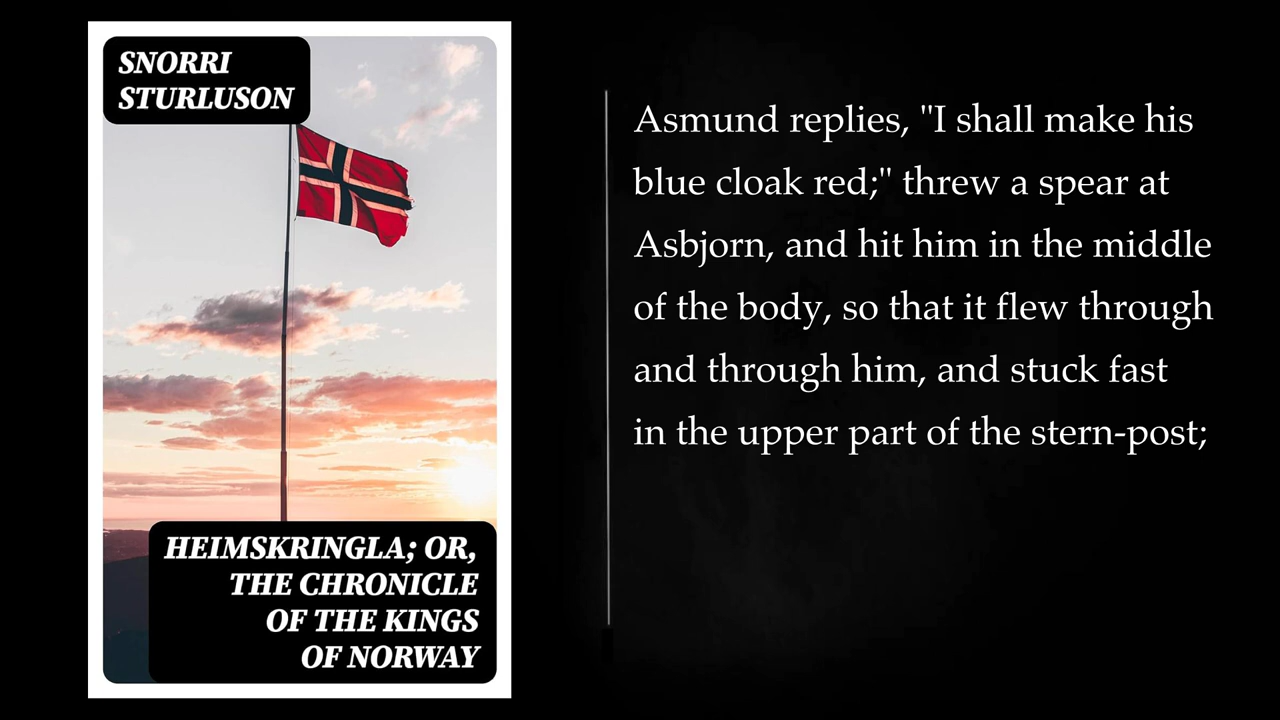 SNORRI
STURLUSON
HEIMSKRINGLA; OR,
THE CHRONICLE
OF THE KINGS
OF NORWAY
Asmund replies, "I shall make his
blue cloak red;" threw a spear at
Asbjorn, and hit him in the middle
of the body, so that it flew through
and through him, and stuck fast
in the upper part of the stern-post;